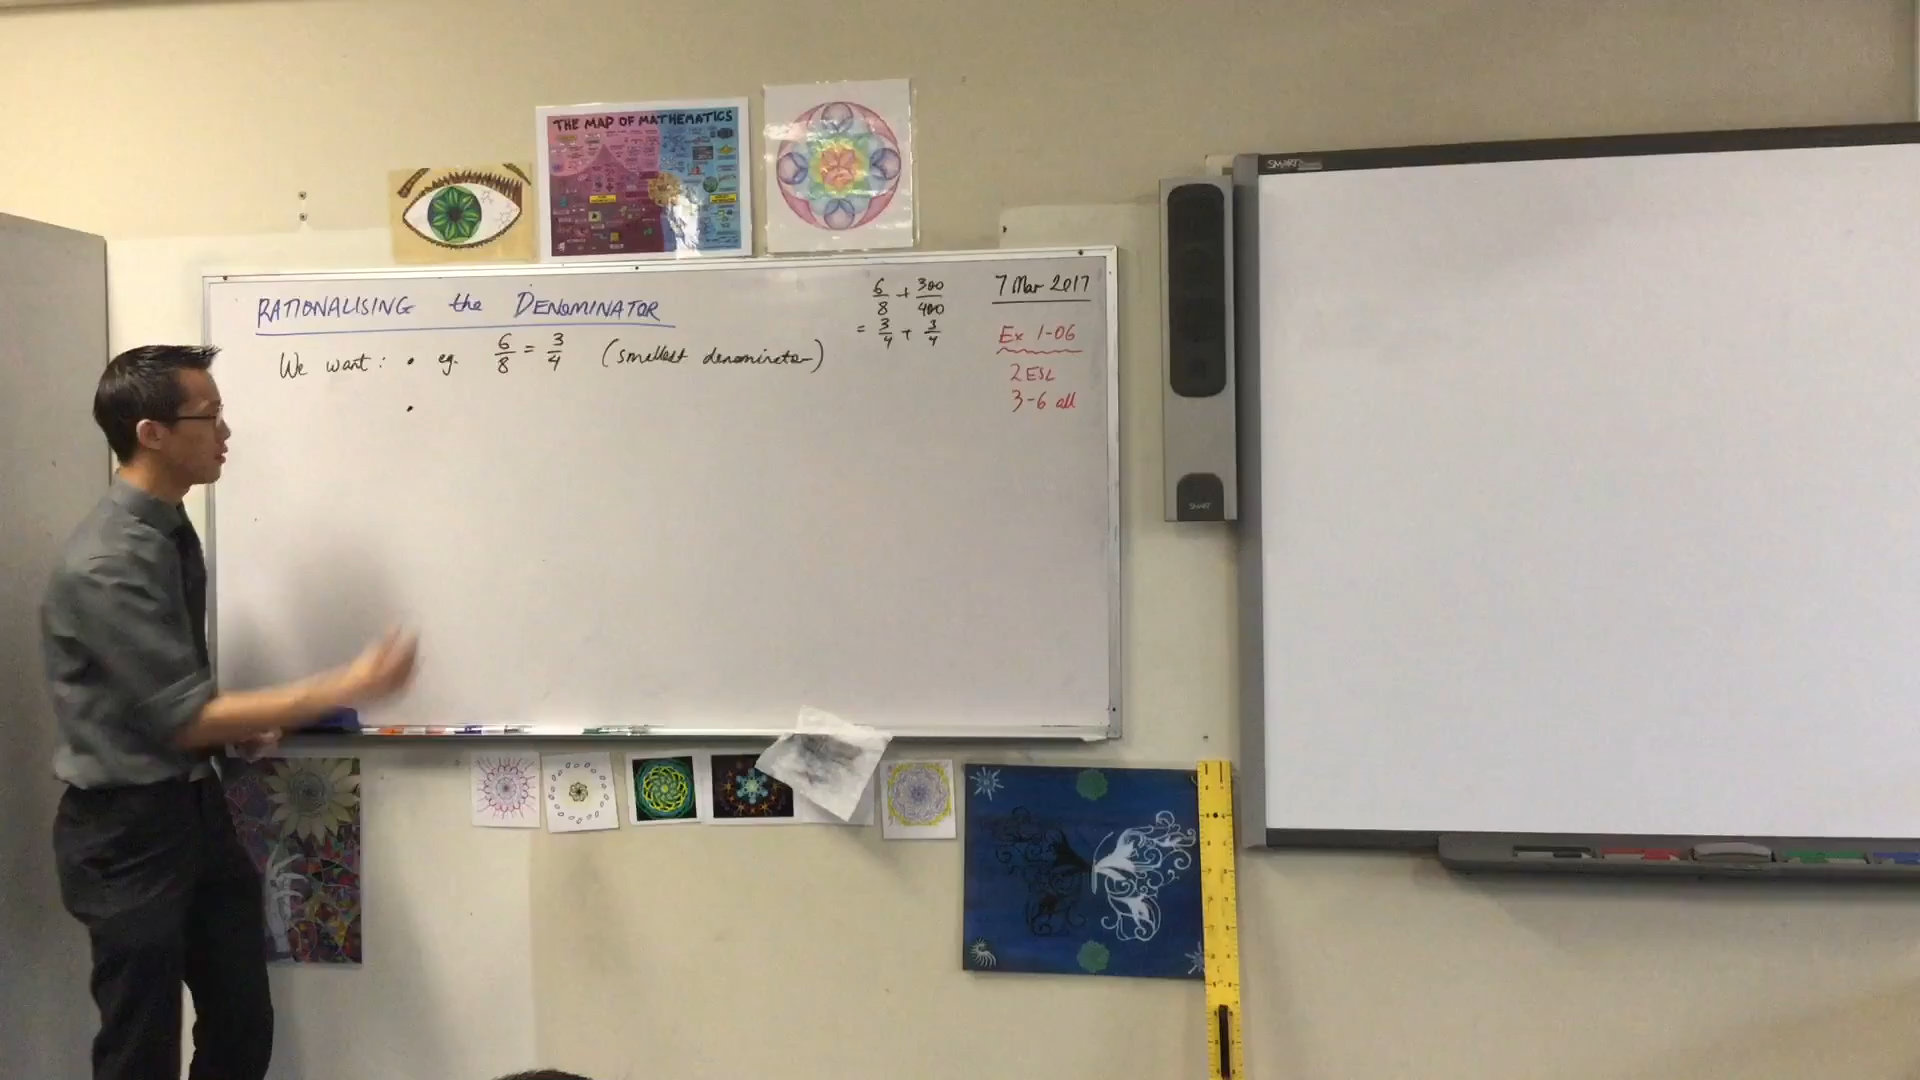 THE MAP OF MATHEMATICS
SMART
RATIONALISING the DENOMINATOR
We want : • eg. 6/8 = 3/4 (smallest denominator)
•
6/8 + 300/400
= 3/4 + 3/4
7 Mar 2017
Ex 1-06
2 ESL
3-6 all
SMART